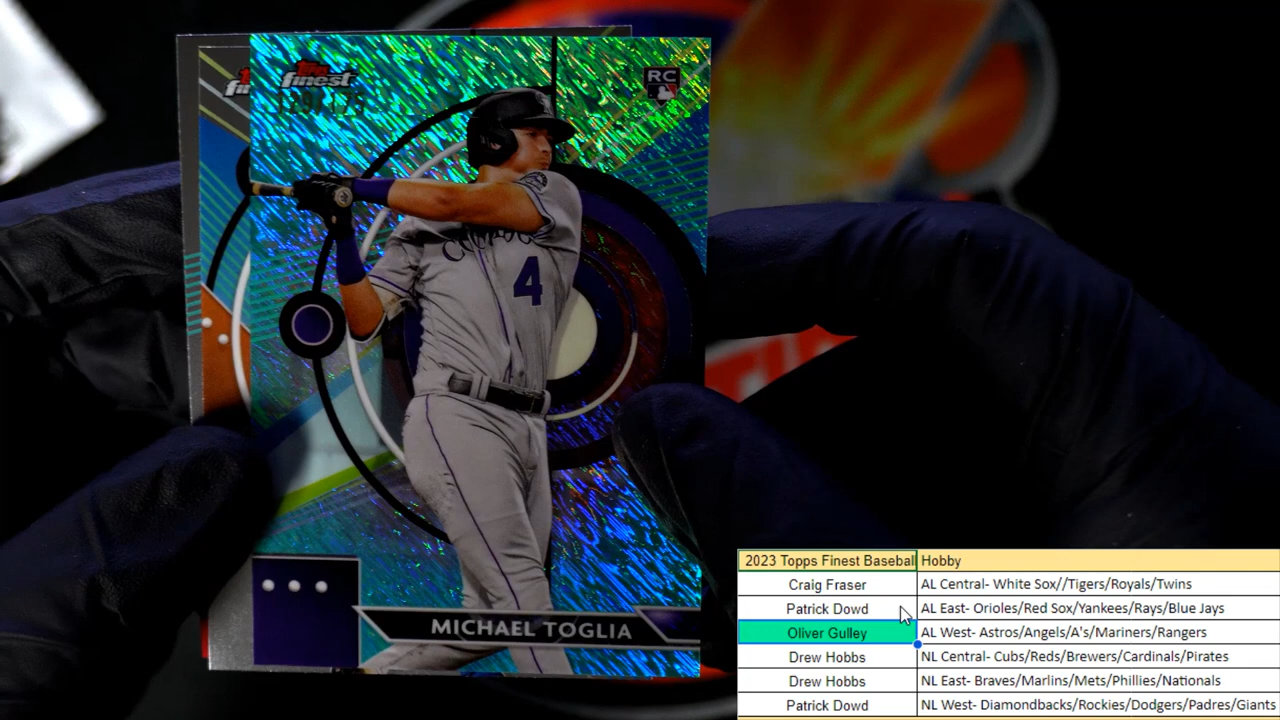 Topps
finest
fi
RC
4
MICHAEL TOGLIA
2023 Topps Finest Baseball Hobby
Craig Fraser AL Central- White Sox//Tigers/Royals/Twins
Patrick Dowd AL East- Orioles/Red Sox/Yankees/Rays/Blue Jays
Oliver Gulley AL West- Astros/Angels/A's/Mariners/Rangers
Drew Hobbs NL Central- Cubs/Reds/Brewers/Cardinals/Pirates
Drew Hobbs NL East- Braves/Marlins/Mets/Phillies/Nationals
Patrick Dowd NL West- Diamondbacks/Rockies/Dodgers/Padres/Giants